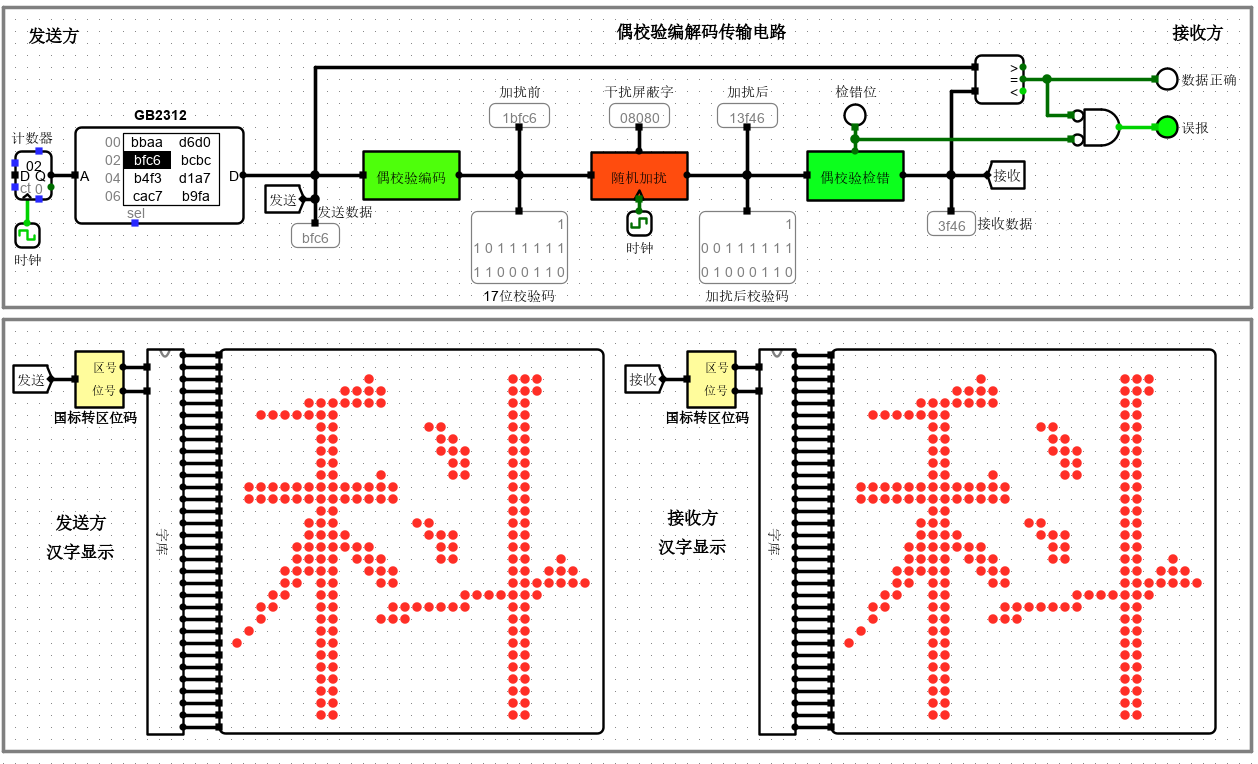 发送方
偶校验编解码传输电路
接收方
GB2312
计数器
02
D Q
ct 0
时钟
A
D
00 bbaa d6d0
02 bfc6 bcbc
04 b4f3 d1a7
06 cac7 b9fa
sel
发送
发送数据
bfc6
偶校验编码
加扰前
1bfc6
1
1 0 1 1 1 1 1 1
1 1 0 0 0 1 1 0
17位校验码
干扰屏蔽字
08080
随机加扰
时钟
加扰后
13f46
1
0 0 1 1 1 1 1 1
0 1 0 0 0 1 1 0
加扰后校验码
检错位
偶校验检错
>
=
<
数据正确
误报
接收
3f46
接收数据
发送
区号
位号
国标转区位码
字库
发送方
汉字显示
科
接收
区号
位号
国标转区位码
字库
接收方
汉字显示
科